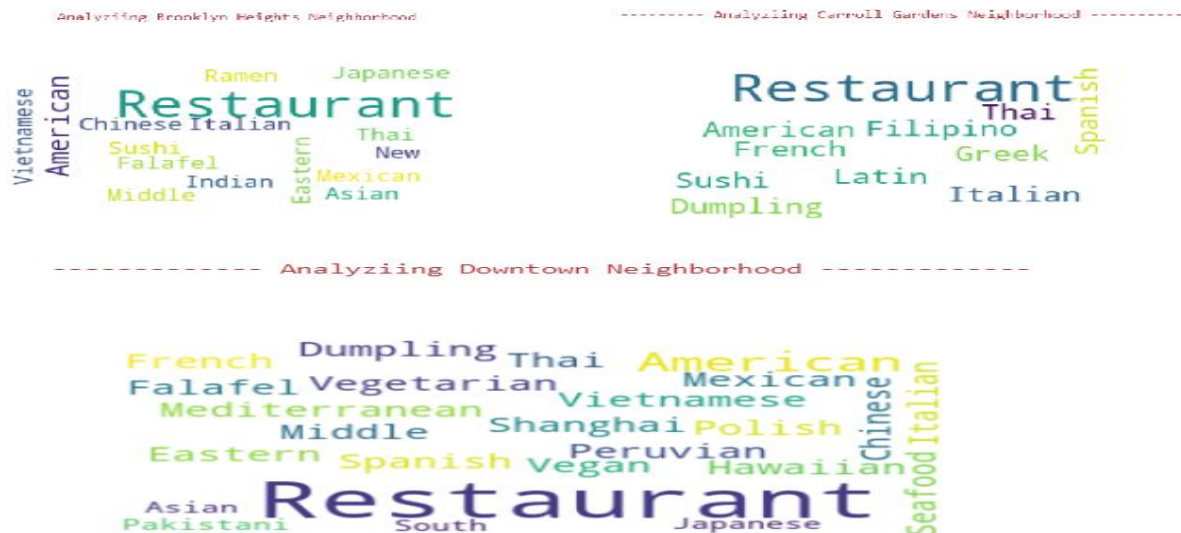 Analyziing Brooklyn Heights Neighborhood
Ramen Japanese
Restaurant
Vietnamese
American
Chinese Italian
Sushi
Eastern
Thai
Falafel
New
Indian
Mexican
Middle
Asian
--------- Analyziing Carroll Gardens Neighborhood ----------
Restaurant
Spanish
Thai
American Filipino
French
Greek
Sushi
Latin
Italian
Dumpling
------------- Analyziing Downtown Neighborhood -------------
French Dumpling Thai American
Falafel Vegetarian Mexican
Mediterranean Vietnamese
Chinese
Italian
Middle Shanghai Polish
Eastern Spanish Peruvian
Vegan Hawaiian
Seafood
Asian Restaurant
Pakistani South Japanese